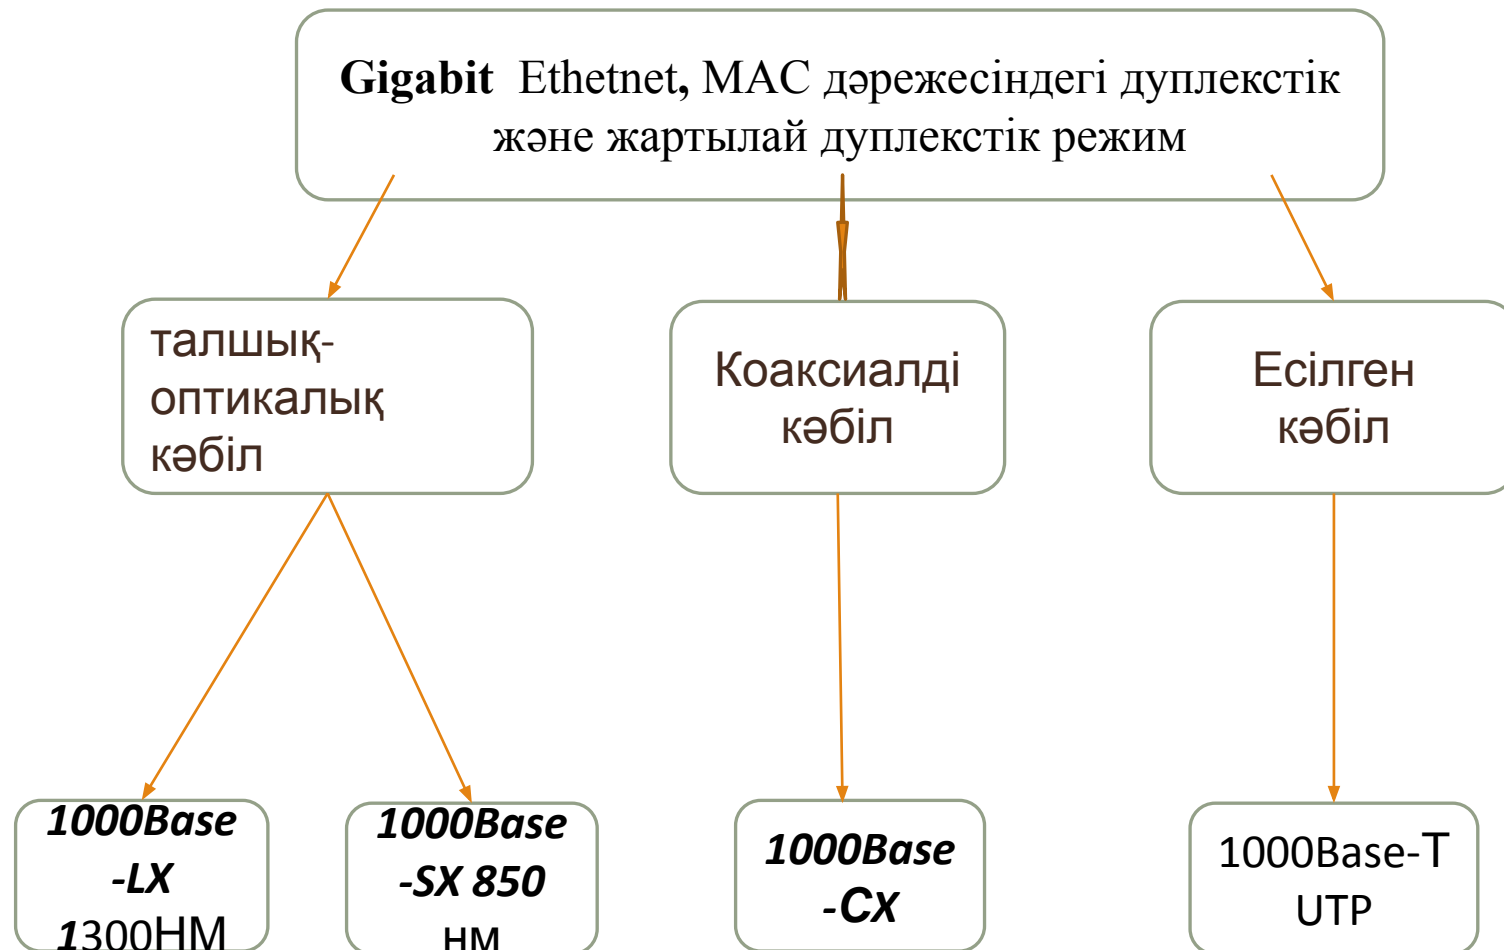 Gigabit Ethetnet, MAC дәрежесіндегі дуплекстік
және жартылай дуплекстік режим
талшық-
оптикалық
кәбіл
Коаксиалді
кәбіл
Есілген
кәбіл
1000Base
-LX
1300НМ
1000Base
-SX 850
нм
1000Base
-CX
1000Base-T
UTP